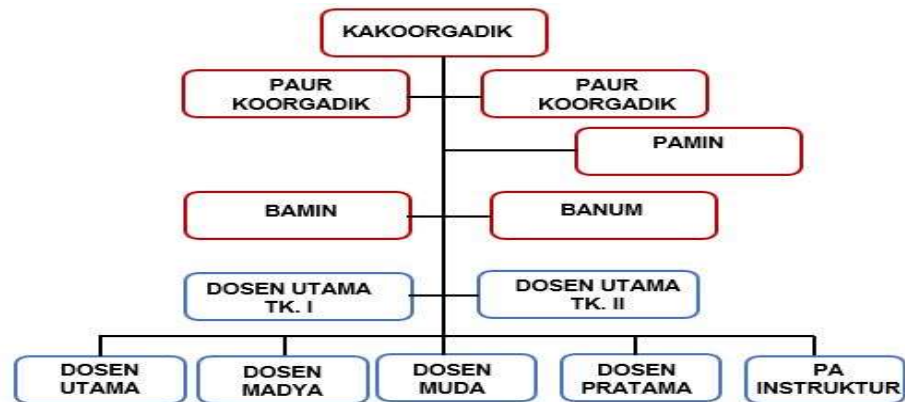 KAKOORGADIK
PAUR
KOORGADIK
PAUR
KOORGADIK
PAMIN
BAMIN
BANUM
DOSEN UTAMA
TK. I
DOSEN UTAMA
TK. II
DOSEN
UTAMA
DOSEN
MADYA
DOSEN
MUDA
DOSEN
PRATAMA
PA
INSTRUKTUR